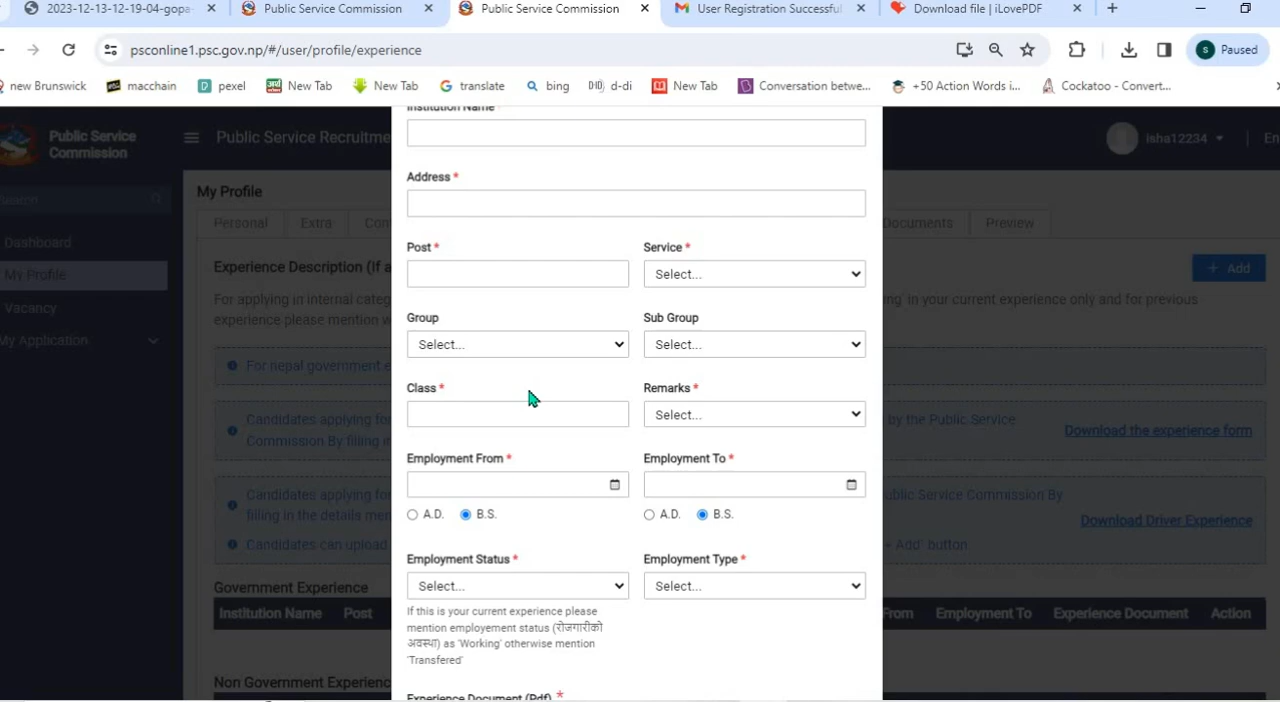 2023-12-13-12-19-04-gopa-
Public Service Commission
Public Service Commission
User Registration Successful
Download file | iLovePDF
psconline1.psc.gov.np/#/user/profile/experience
S
Paused
new Brunswick
macchain
pexel
New Tab
New Tab
translate
bing
d-di
New Tab
Conversation betwe...
+50 Action Words i...
Cockatoo - Convert...
Public Service
Commission
Public Service Recruitme
isha12234
En
Search
Dashboard
My Profile
Vacancy
My Application
My Profile
Personal
Extra
Con
Documents
Preview
Experience Description (If a
+ Add
For applying in internal categ
ng' in your current experience only and for previous
experience please mention w
For nepal government e
Candidates applying for
by the Public Service
Commission By filling in
Download the experience form
Candidates applying for
ublic Service Commission By
filling in the details men
Download Driver Experience
Candidates can upload
+ Add' button
Government Experience
Institution Name
Post
From
Employment To
Experience Document
Action
Non Government Experienc
Institution Name
Address *
Post *
Service *
Select...
Group
Sub Group
Select...
Select...
Class *
Remarks *
Select...
Employment From *
Employment To *
A.D.
B.S.
A.D.
B.S.
Employment Status *
Employment Type *
Select...
Select...
If this is your current experience please
mention employement status (रोजगारीको
अवस्था) as 'Working' otherwise mention
'Transfered'
Experience Document (Pdf) *